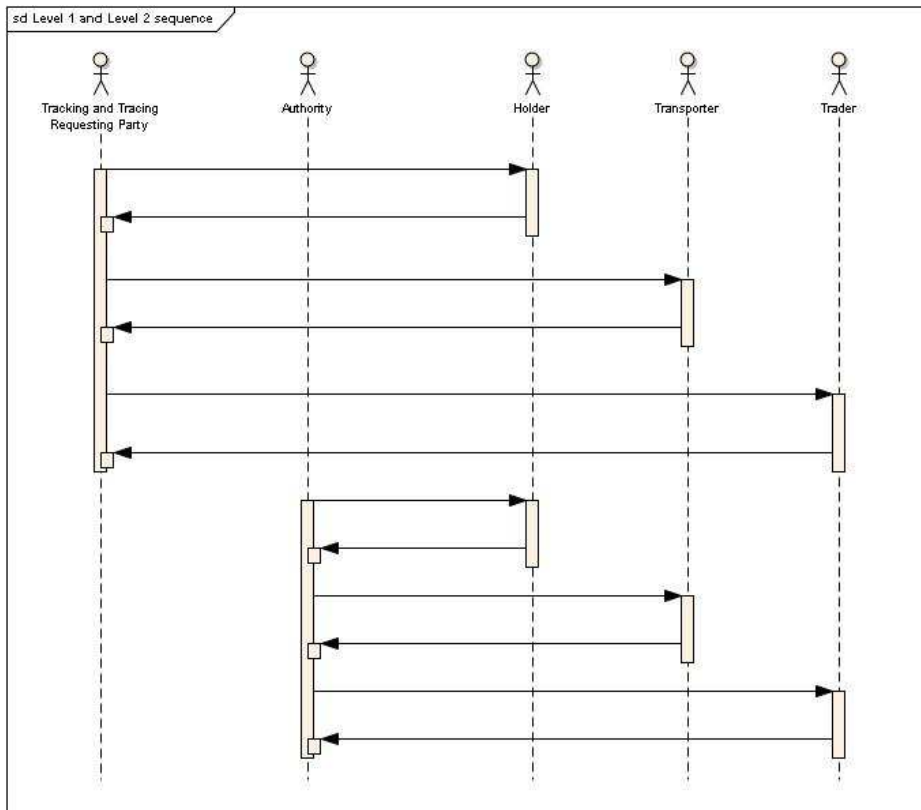 sd Level 1 and Level 2 sequence
Tracking and Tracing
Requesting Party
Authority
Holder
Transporter
Trader